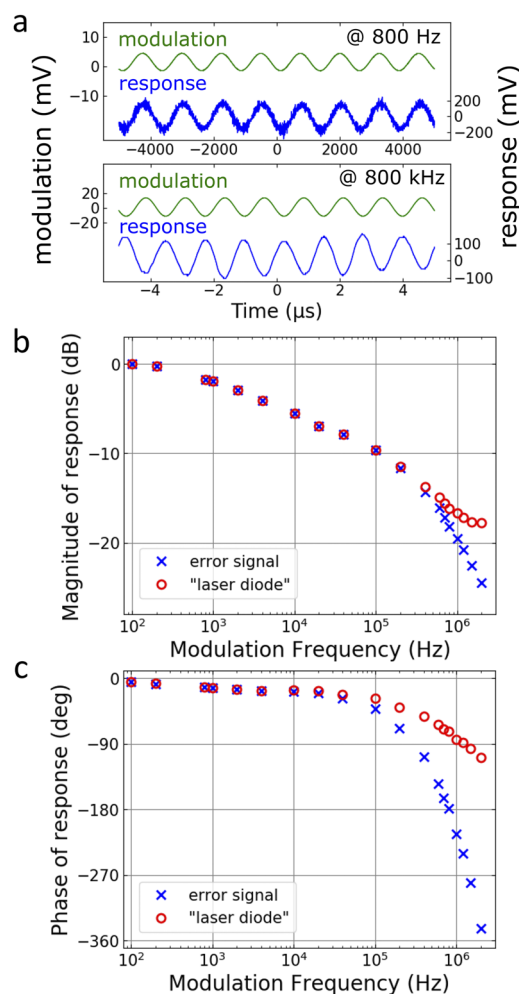 a
modulation (mV)
10
0
−10
modulation
@ 800 Hz
response
200
0
−200
−4000 −2000 0 2000 4000
20
0
−20
modulation
@ 800 kHz
response
100
0
−100
−4 −2 0 2 4
Time (μs)
response (mV)
b
Magnitude of response (dB)
0
−10
−20
error signal
"laser diode"
10² 10³ 10⁴ 10⁵ 10⁶
Modulation Frequency (Hz)
c
Phase of response (deg)
0
−90
−180
−270
−360
error signal
"laser diode"
10² 10³ 10⁴ 10⁵ 10⁶
Modulation Frequency (Hz)